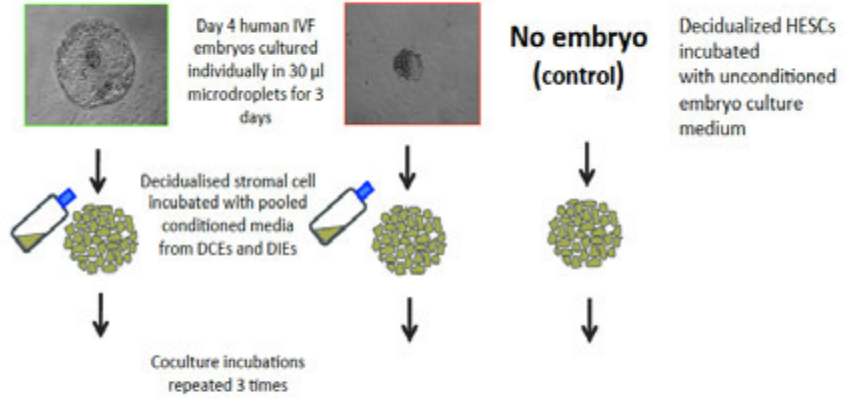 Day 4 human IVF
embryos cultured
individually in 30 µl
microdroplets for 3
days
No embryo
(control)
Decidualized HESCs
incubated
with unconditioned
embryo culture
medium
Decidualised stromal cell
incubated with pooled
conditioned media
from DCEs and DIEs
Coculture incubations
repeated 3 times